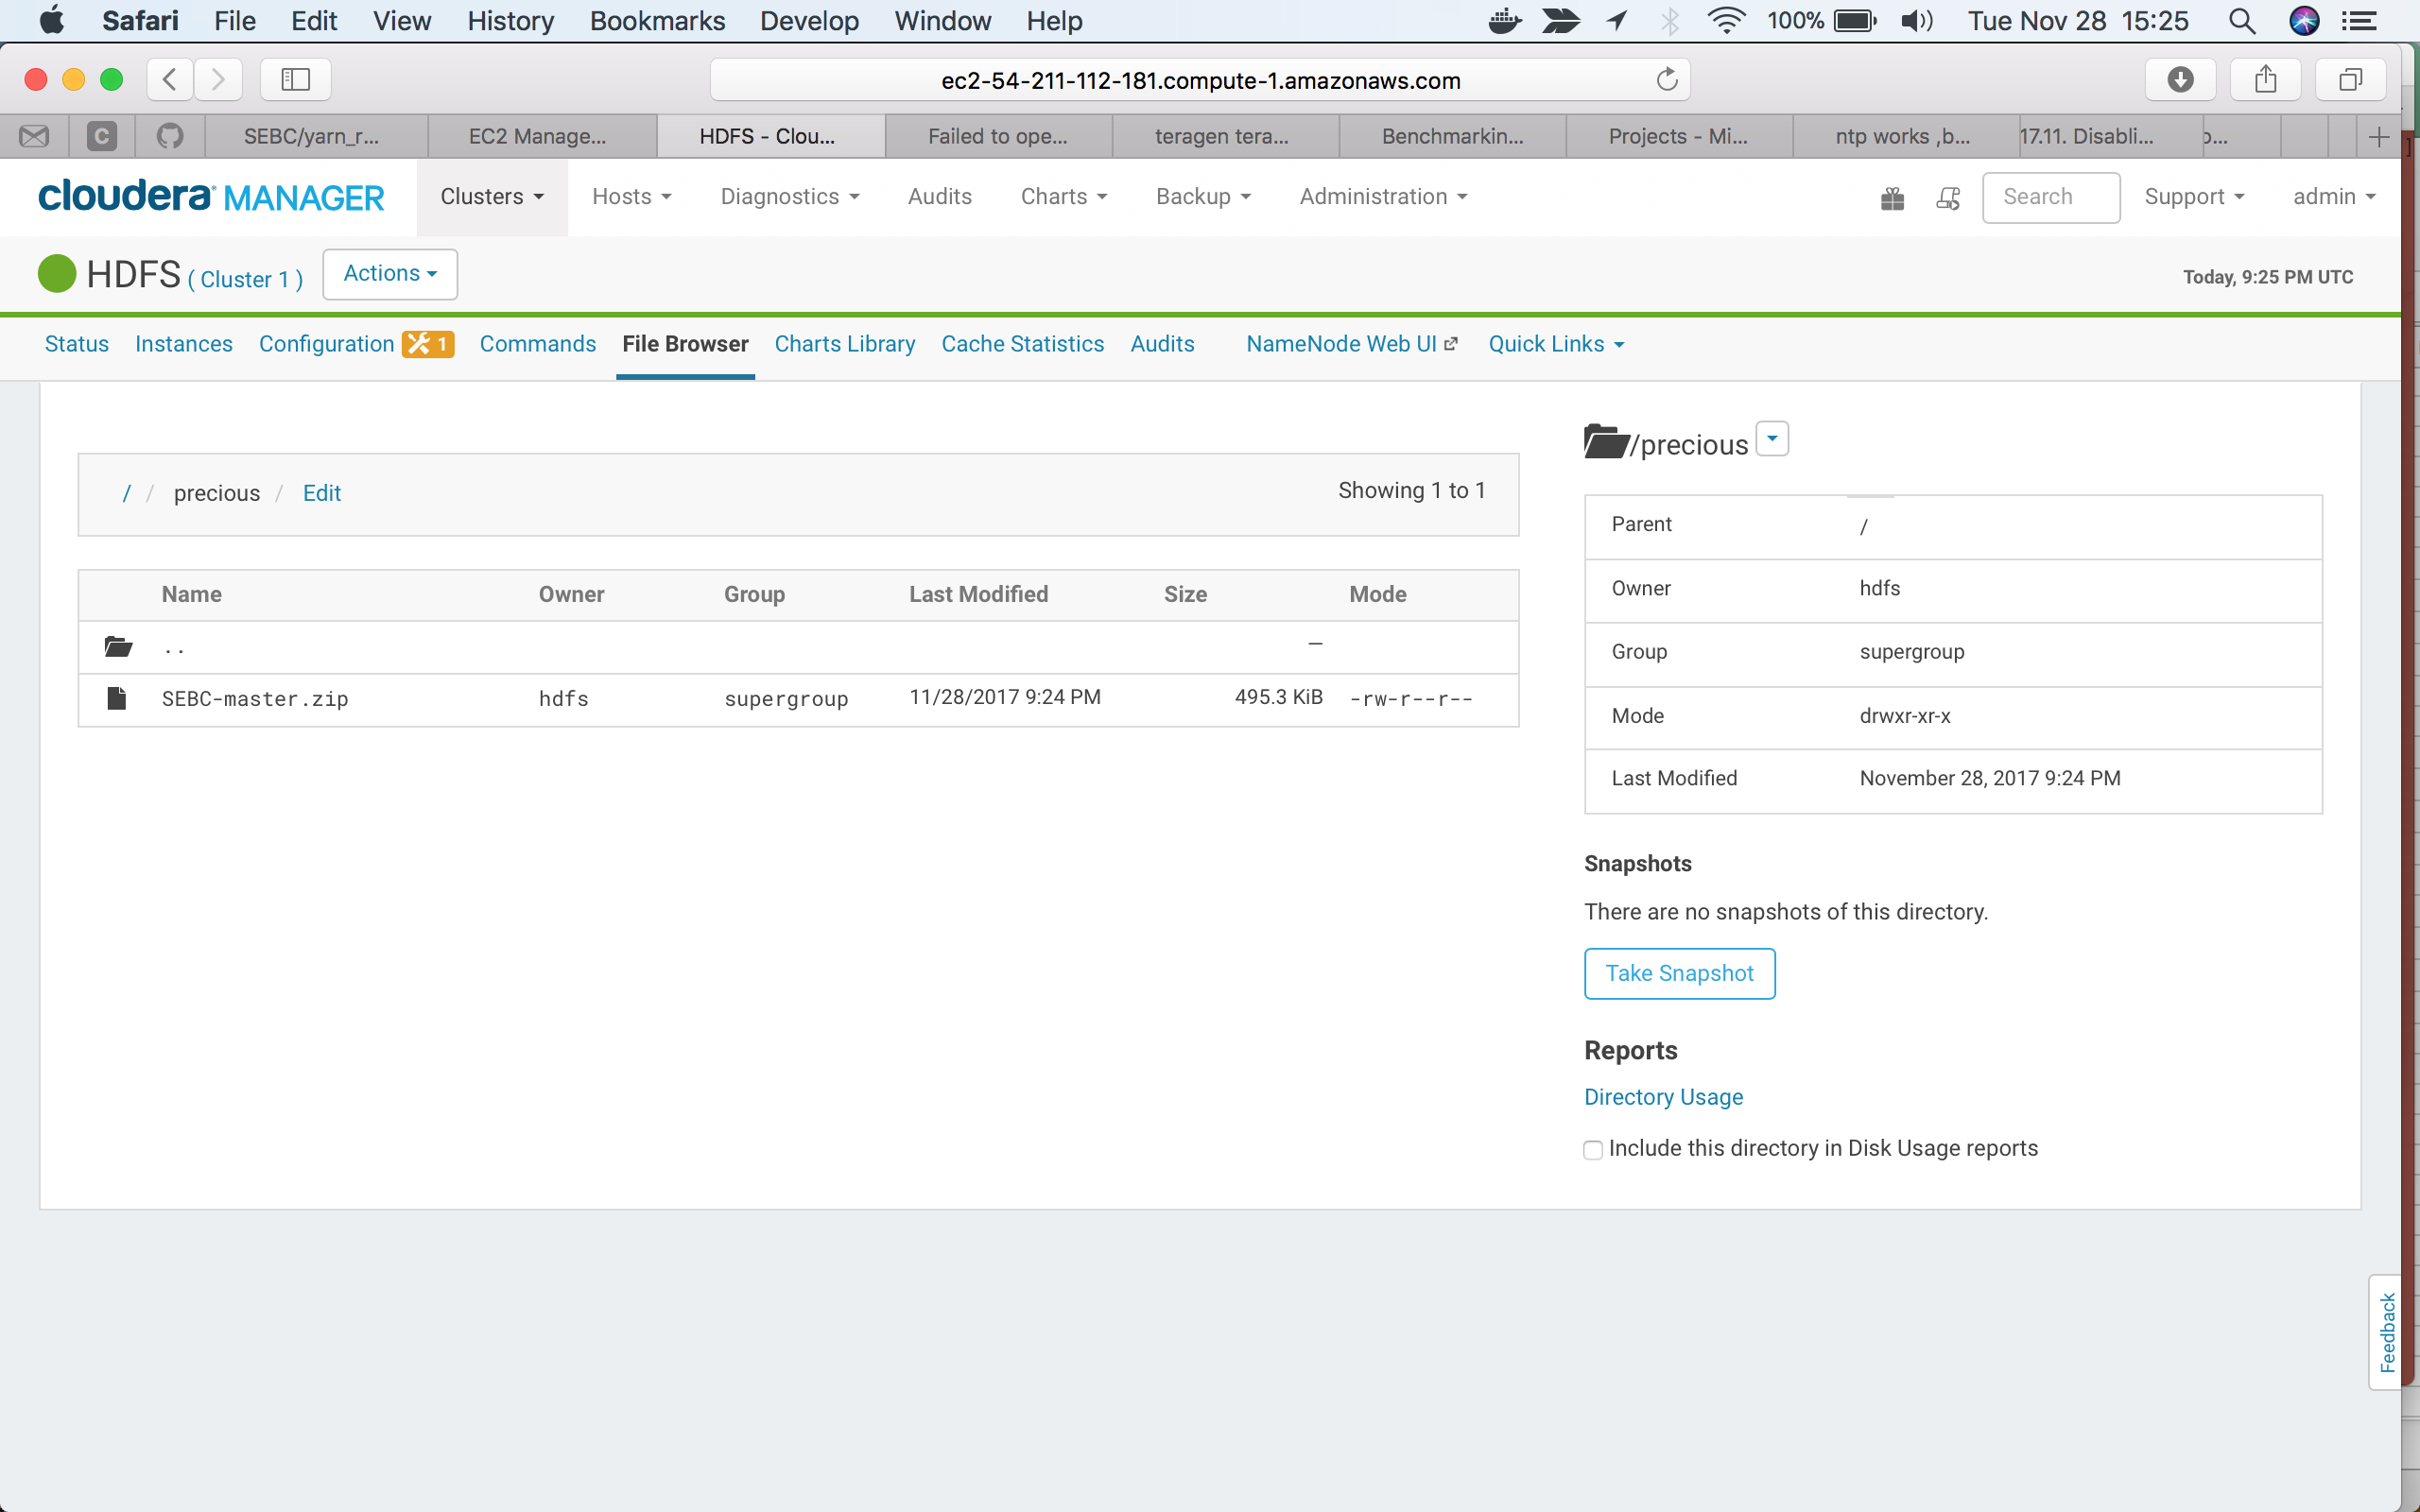 Safari File Edit View History Bookmarks Develop Window Help 100% Tue Nov 28 15:25
ec2-54-211-112-181.compute-1.amazonaws.com
C SEBC/yarn_r... EC2 Manage... HDFS - Clou... Failed to ope... teragen tera... Benchmarkin... Projects - Mi... ntp works ,b... 17.11. Disabli...
cloudera MANAGER Clusters Hosts Diagnostics Audits Charts Backup Administration Search Support admin
HDFS ( Cluster 1 ) Actions Today, 9:25 PM UTC
Status Instances Configuration 1 Commands File Browser Charts Library Cache Statistics Audits NameNode Web UI Quick Links
/precious
/ / precious / Edit Showing 1 to 1
Parent /
Owner hdfs
Group supergroup
Mode drwxr-xr-x
Last Modified November 28, 2017 9:24 PM
Name Owner Group Last Modified Size Mode
.. —
SEBC-master.zip hdfs supergroup 11/28/2017 9:24 PM 495.3 KiB -rw-r--r--
Snapshots
There are no snapshots of this directory.
Take Snapshot
Reports
Directory Usage
Include this directory in Disk Usage reports
Feedback